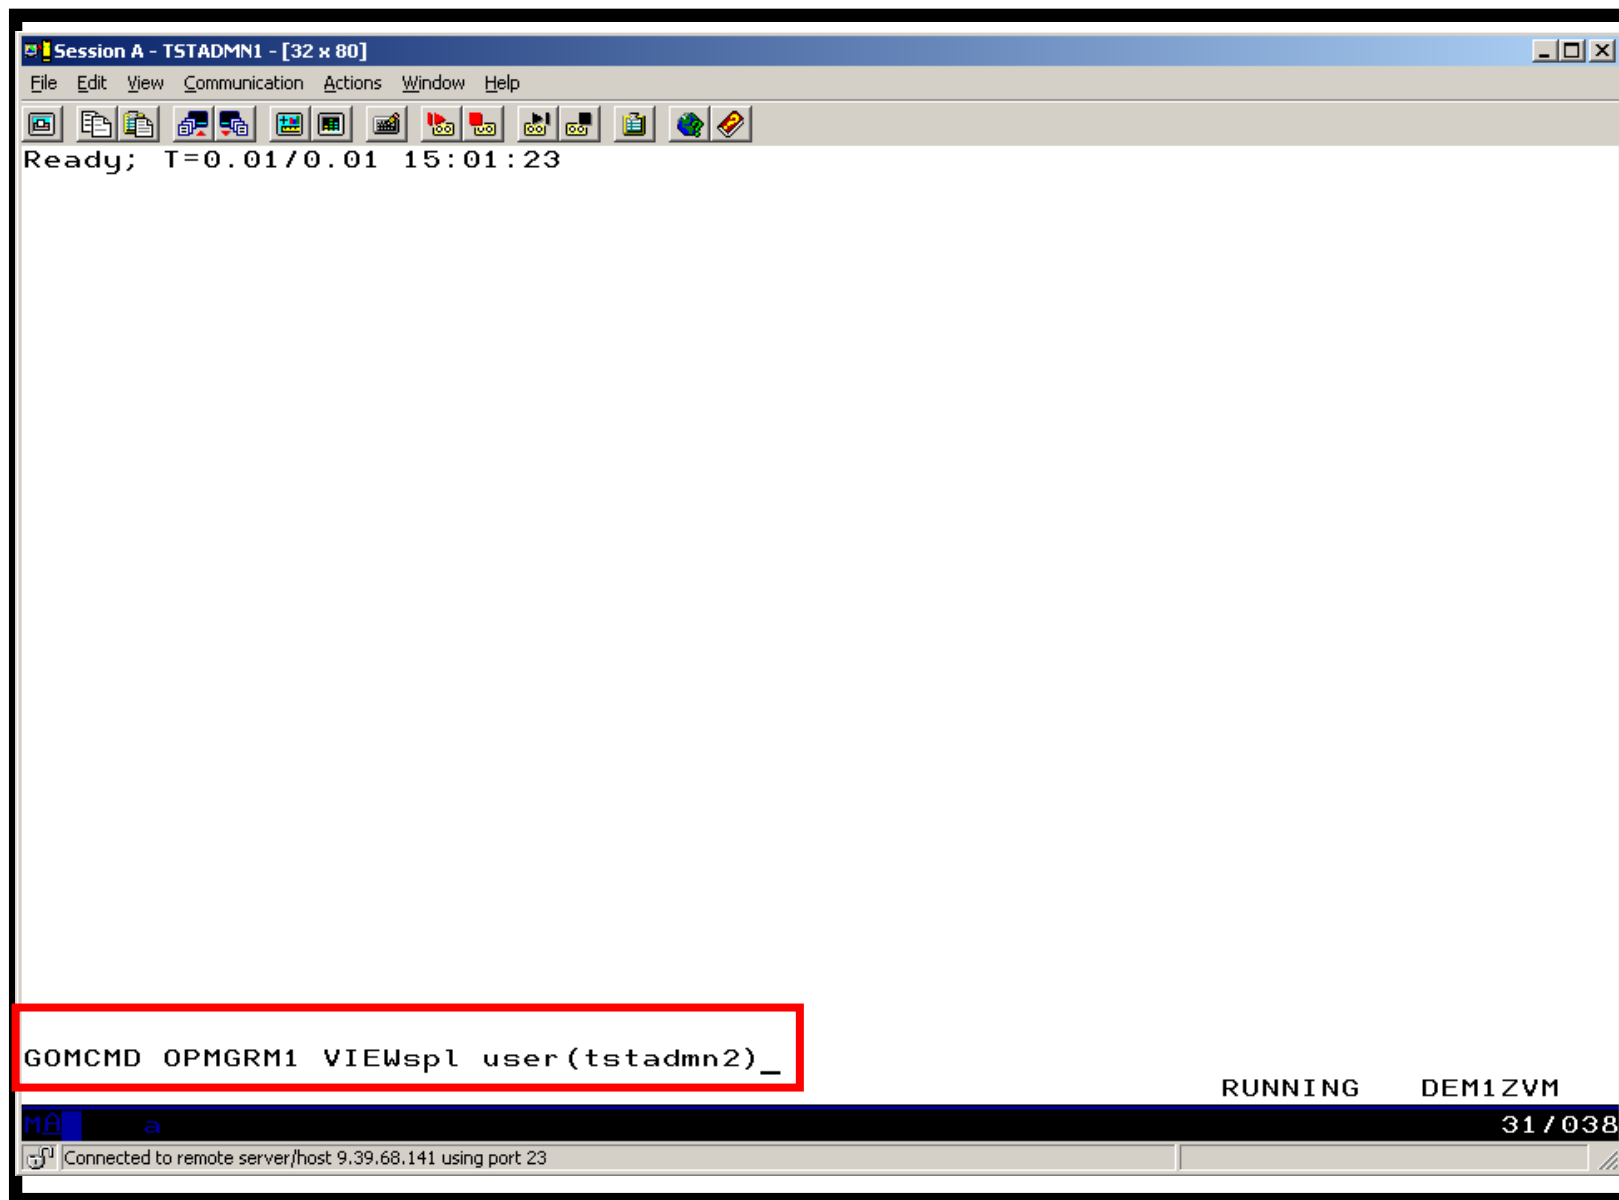 Session A - TSTADMN1 - [32 x 80]
File Edit View Communication Actions Window Help
Ready; T=0.01/0.01 15:01:23
GOMCMD OPMGRM1 VIEWspl user(tstadmn2)_
RUNNING DEM1ZVM
MA a 31/038
Connected to remote server/host 9.39.68.141 using port 23